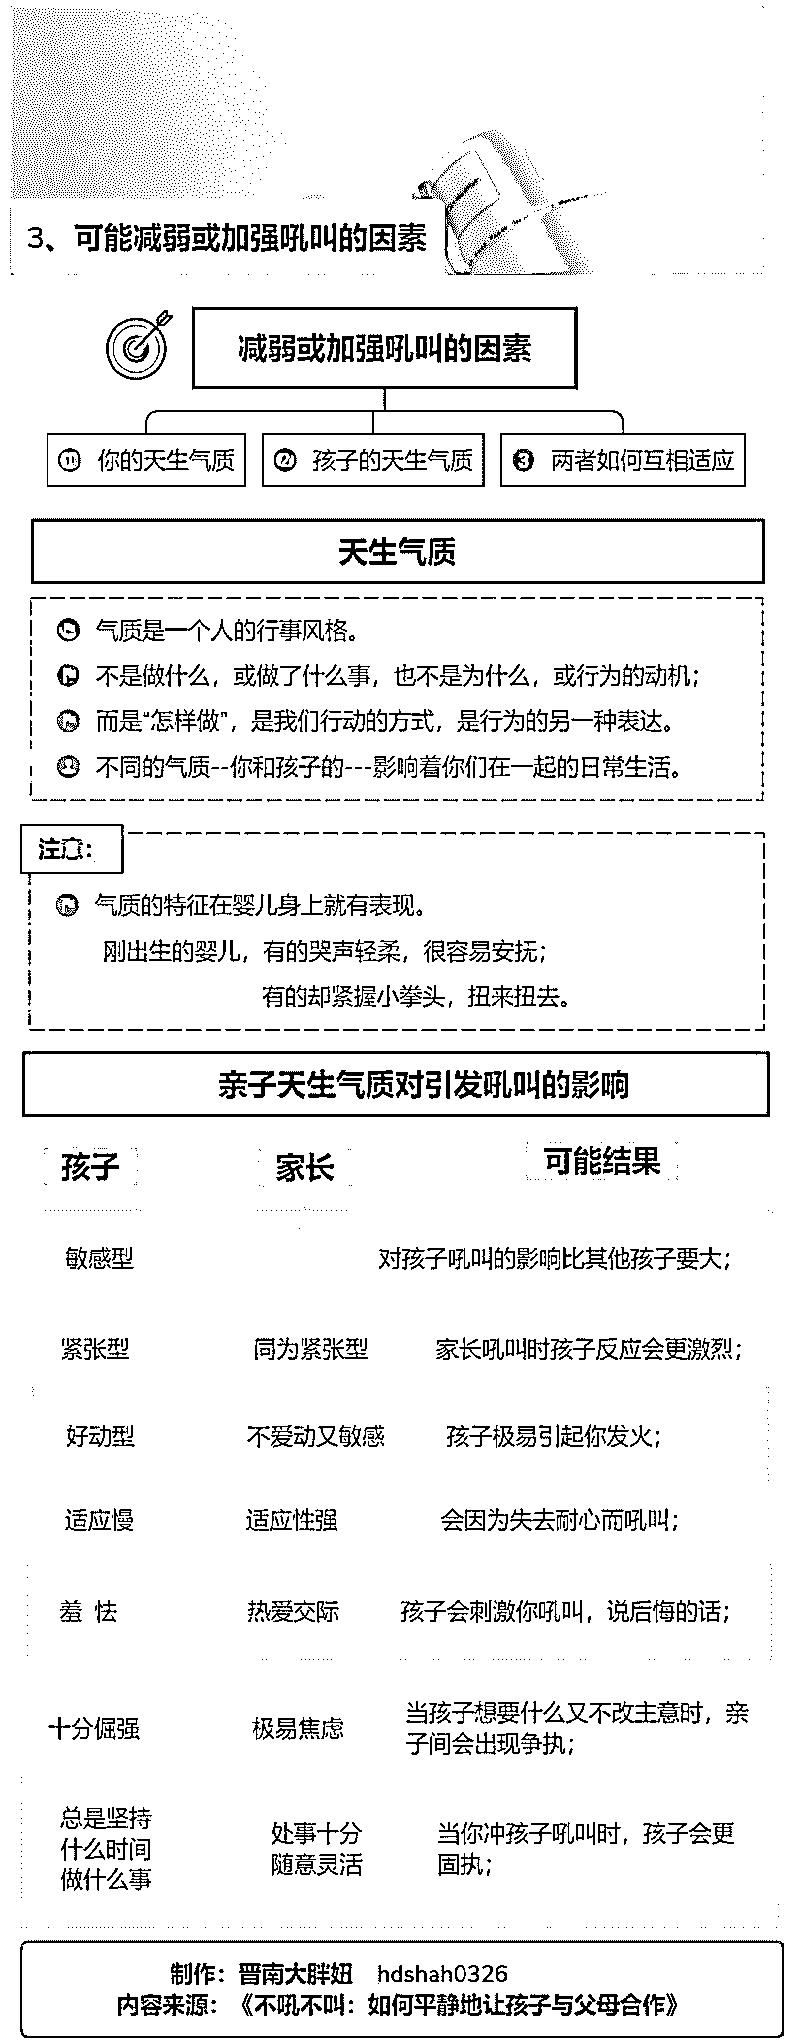 3、可能减弱或加强吼叫的因素
减弱或加强吼叫的因素
① 你的天生气质
② 孩子的天生气质
③ 两者如何互相适应
天生气质
气质是一个人的行事风格。
不是做什么，或做了什么事，也不是为什么，或行为的动机；
而是“怎样做”，是我们行动的方式，是行为的另一种表达。
不同的气质--你和孩子的---影响着你们在一起的日常生活。
注意：
气质的特征在婴儿身上就有表现。
刚出生的婴儿，有的哭声轻柔，很容易安抚；
有的却紧握小拳头，扭来扭去。
亲子天生气质对引发吼叫的影响
孩子 家长 可能结果
敏感型 对孩子吼叫的影响比其他孩子要大；
紧张型 同为紧张型 家长吼叫时孩子反应会更激烈；
好动型 不爱动又敏感 孩子极易引起你发火；
适应慢 适应性强 会因为失去耐心而吼叫；
羞 怯 热爱交际 孩子会刺激你吼叫，说后悔的话；
十分倔强 极易焦虑 当孩子想要什么又不改主意时，亲
子间会出现争执；
总是坚持
什么时间
做什么事
处事十分
随意灵活
当你冲孩子吼叫时，孩子会更
固执；
制作：晋南大胖妞 hdshah0326
内容来源：《不吼不叫：如何平静地让孩子与父母合作》